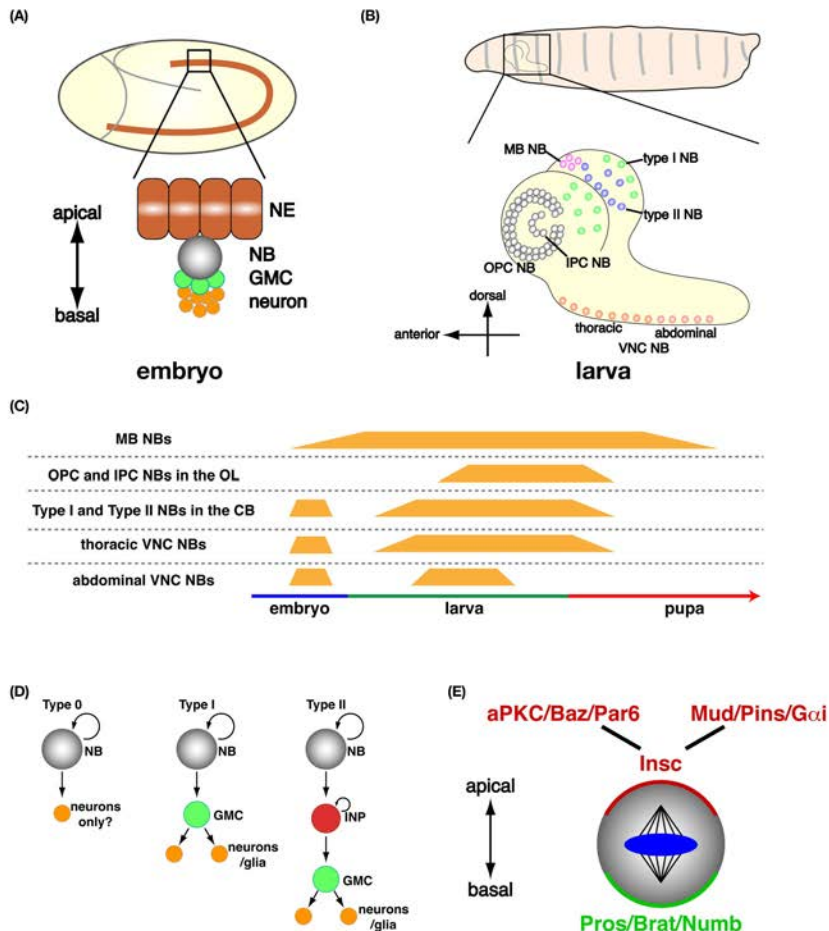 (A)
apical
basal
NE
NB
GMC
neuron
embryo
(B)
MB NB
type I NB
type II NB
OPC NB
IPC NB
dorsal
anterior
thoracic
abdominal
VNC NB
larva
(C)
MB NBs
OPC and IPC NBs in the OL
Type I and Type II NBs in the CB
thoracic VNC NBs
abdominal VNC NBs
embryo
larva
pupa
(D)
Type 0
NB
neurons
only?
Type I
NB
GMC
neurons
/glia
Type II
NB
INP
GMC
neurons
/glia
(E)
aPKC/Baz/Par6
Mud/Pins/Gαi
Insc
apical
basal
Pros/Brat/Numb